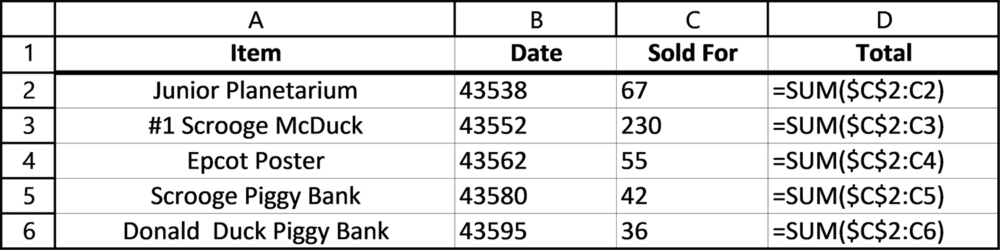 A B C D
1 Item Date Sold For Total
2 Junior Planetarium 43538 67 =SUM($C$2:C2)
3 #1 Scrooge McDuck 43552 230 =SUM($C$2:C3)
4 Epcot Poster 43562 55 =SUM($C$2:C4)
5 Scrooge Piggy Bank 43580 42 =SUM($C$2:C5)
6 Donald  Duck Piggy Bank 43595 36 =SUM($C$2:C6)